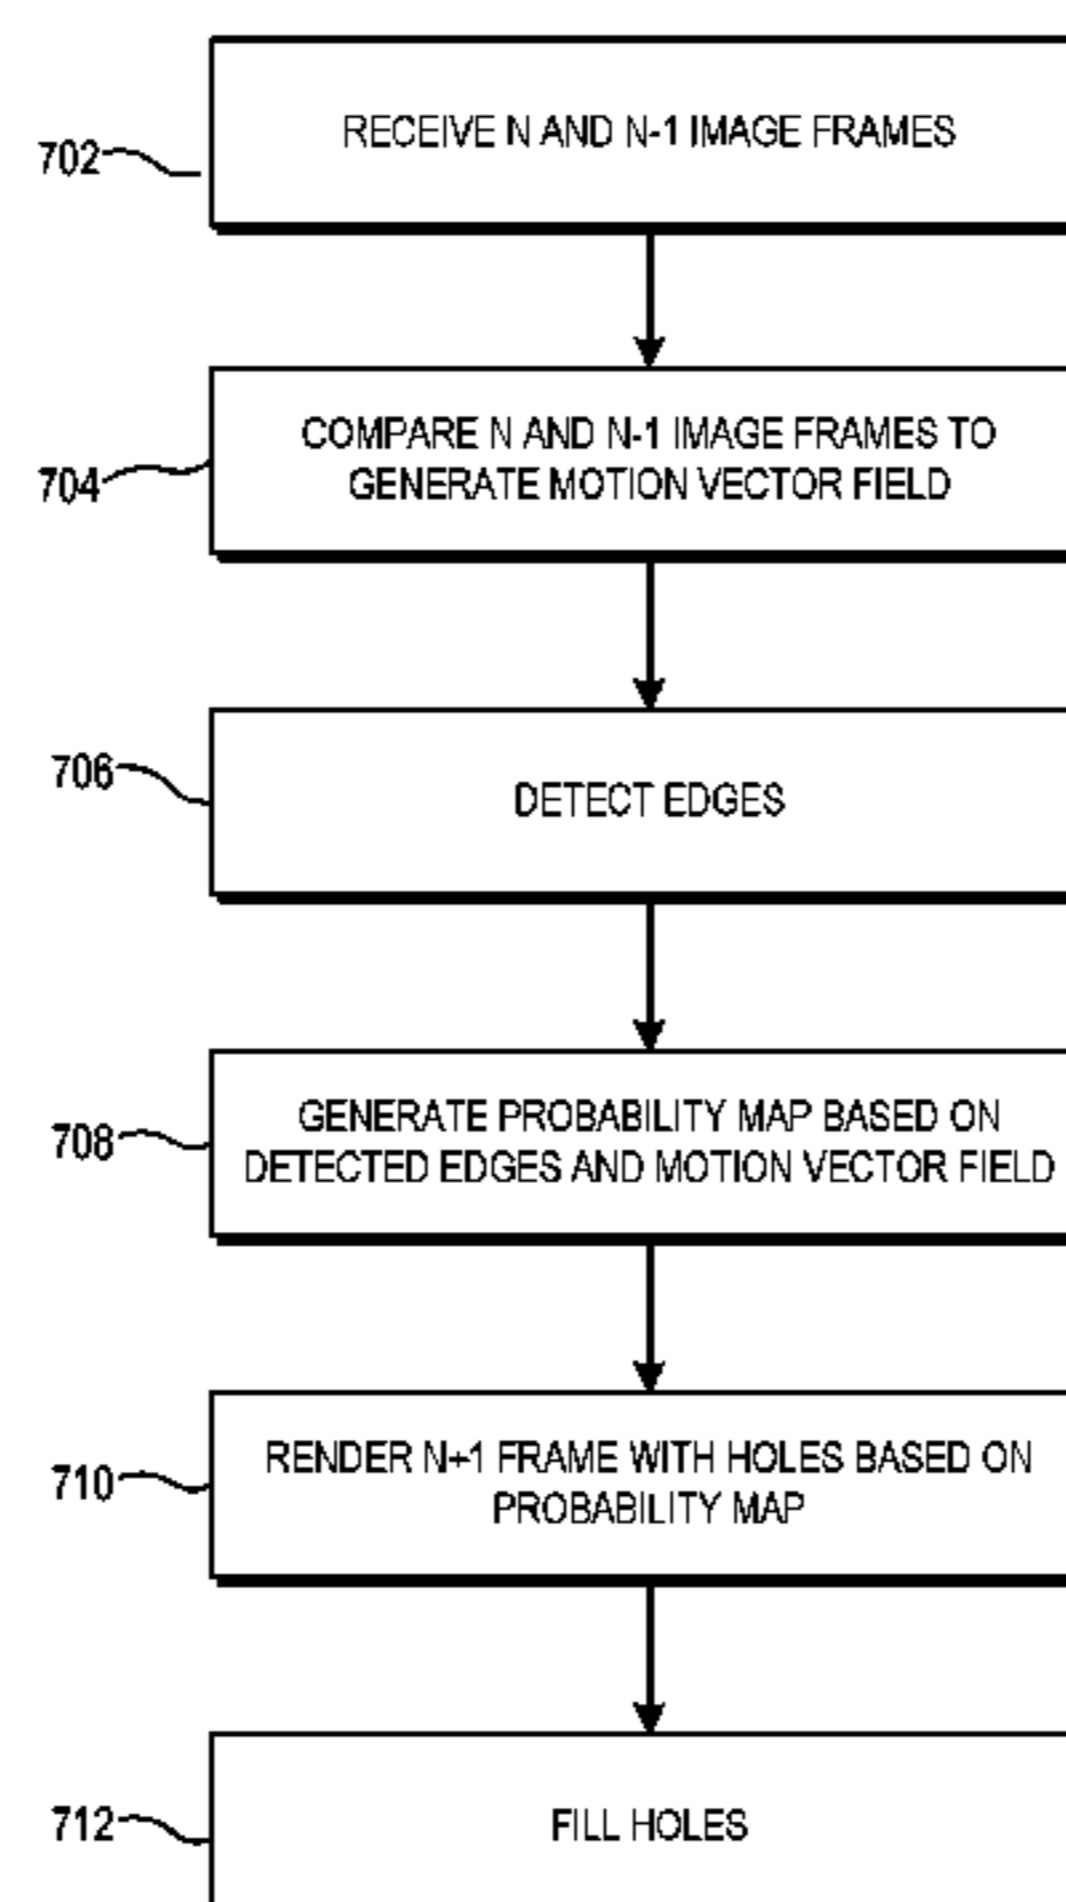 RECEIVE N AND N-1 IMAGE FRAMES
702
COMPARE N AND N-1 IMAGE FRAMES TO
GENERATE MOTION VECTOR FIELD
704
706
DETECT EDGES
GENERATE PROBABILITY MAP BASED ON
DETECTED EDGES AND MOTION VECTOR FIELD
708
RENDER N+1 FRAME WITH HOLES BASED ON
PROBABILITY MAP
710
712
FILL HOLES